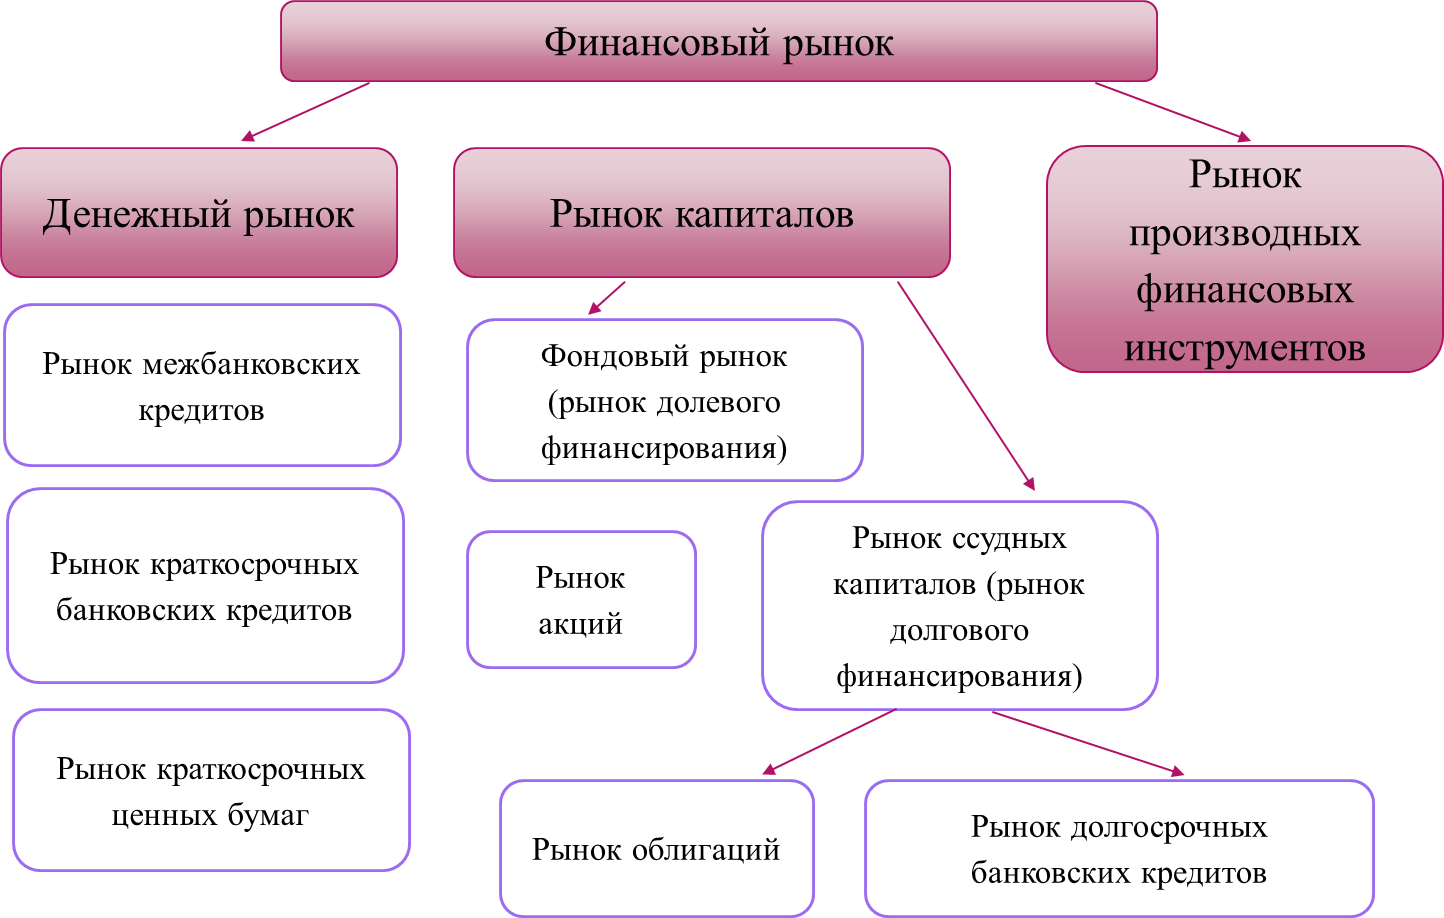 Финансовый рынок
Денежный рынок
Рынок капиталов
Рынок
производных
финансовых
инструментов
Рынок межбанковских
кредитов
Фондовый рынок
(рынок долевого
финансирования)
Рынок краткосрочных
банковских кредитов
Рынок
акций
Рынок ссудных
капиталов (рынок
долгового
финансирования)
Рынок краткосрочных
ценных бумаг
Рынок облигаций
Рынок долгосрочных
банковских кредитов